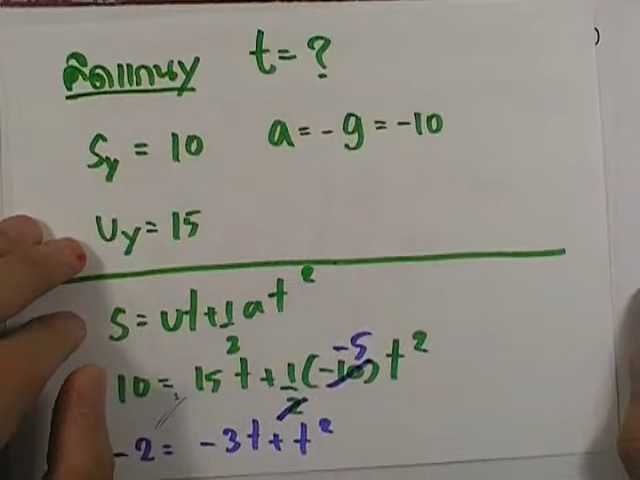 คิดแกนy t = ?
Sy = 10 a = - g = -10
uy = 15
S = ut + 1/2 at²
10 = 15t + 1/2 (-10) -5 t²
-2 = -3t + t²